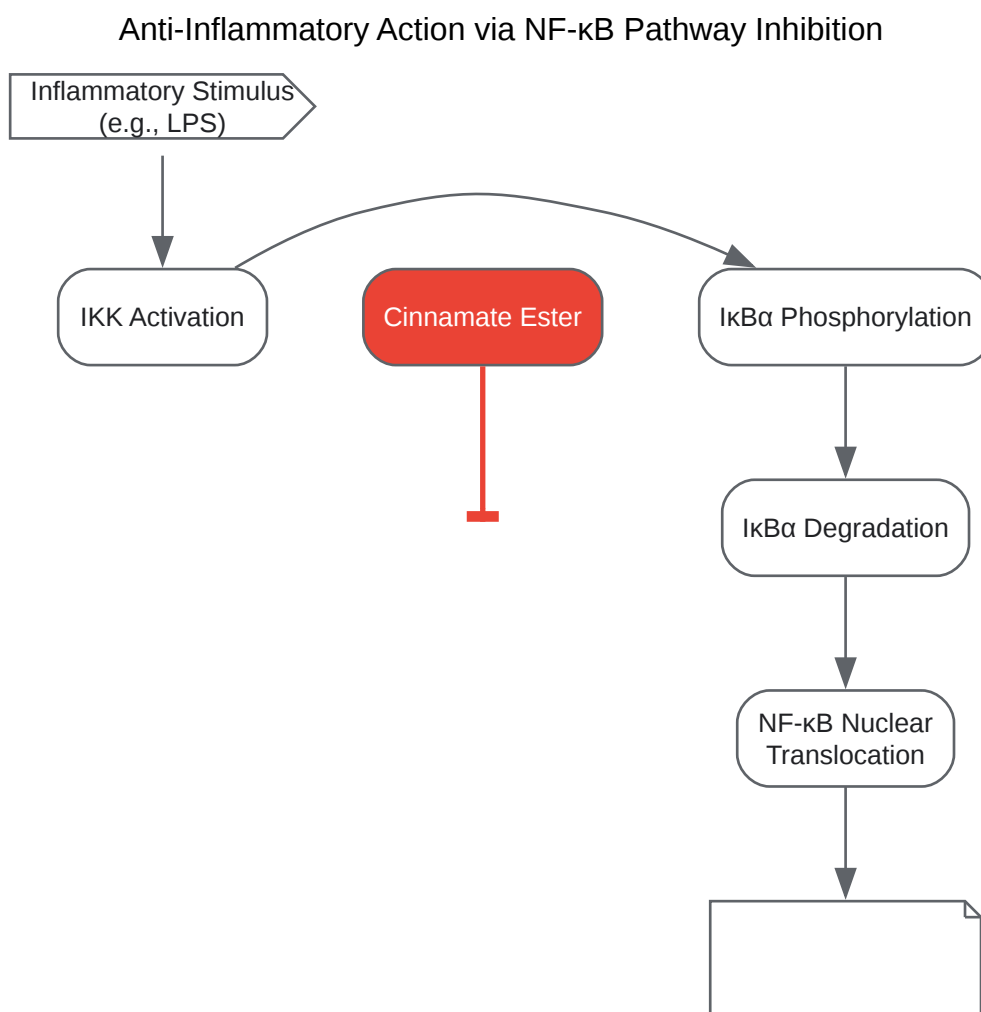 Anti-Inflammatory Action via NF-κB Pathway Inhibition
Inflammatory Stimulus
(e.g., LPS)
IKK Activation
Cinnamate Ester
IκBα Phosphorylation
IκBα Degradation
NF-κB Nuclear
Translocation